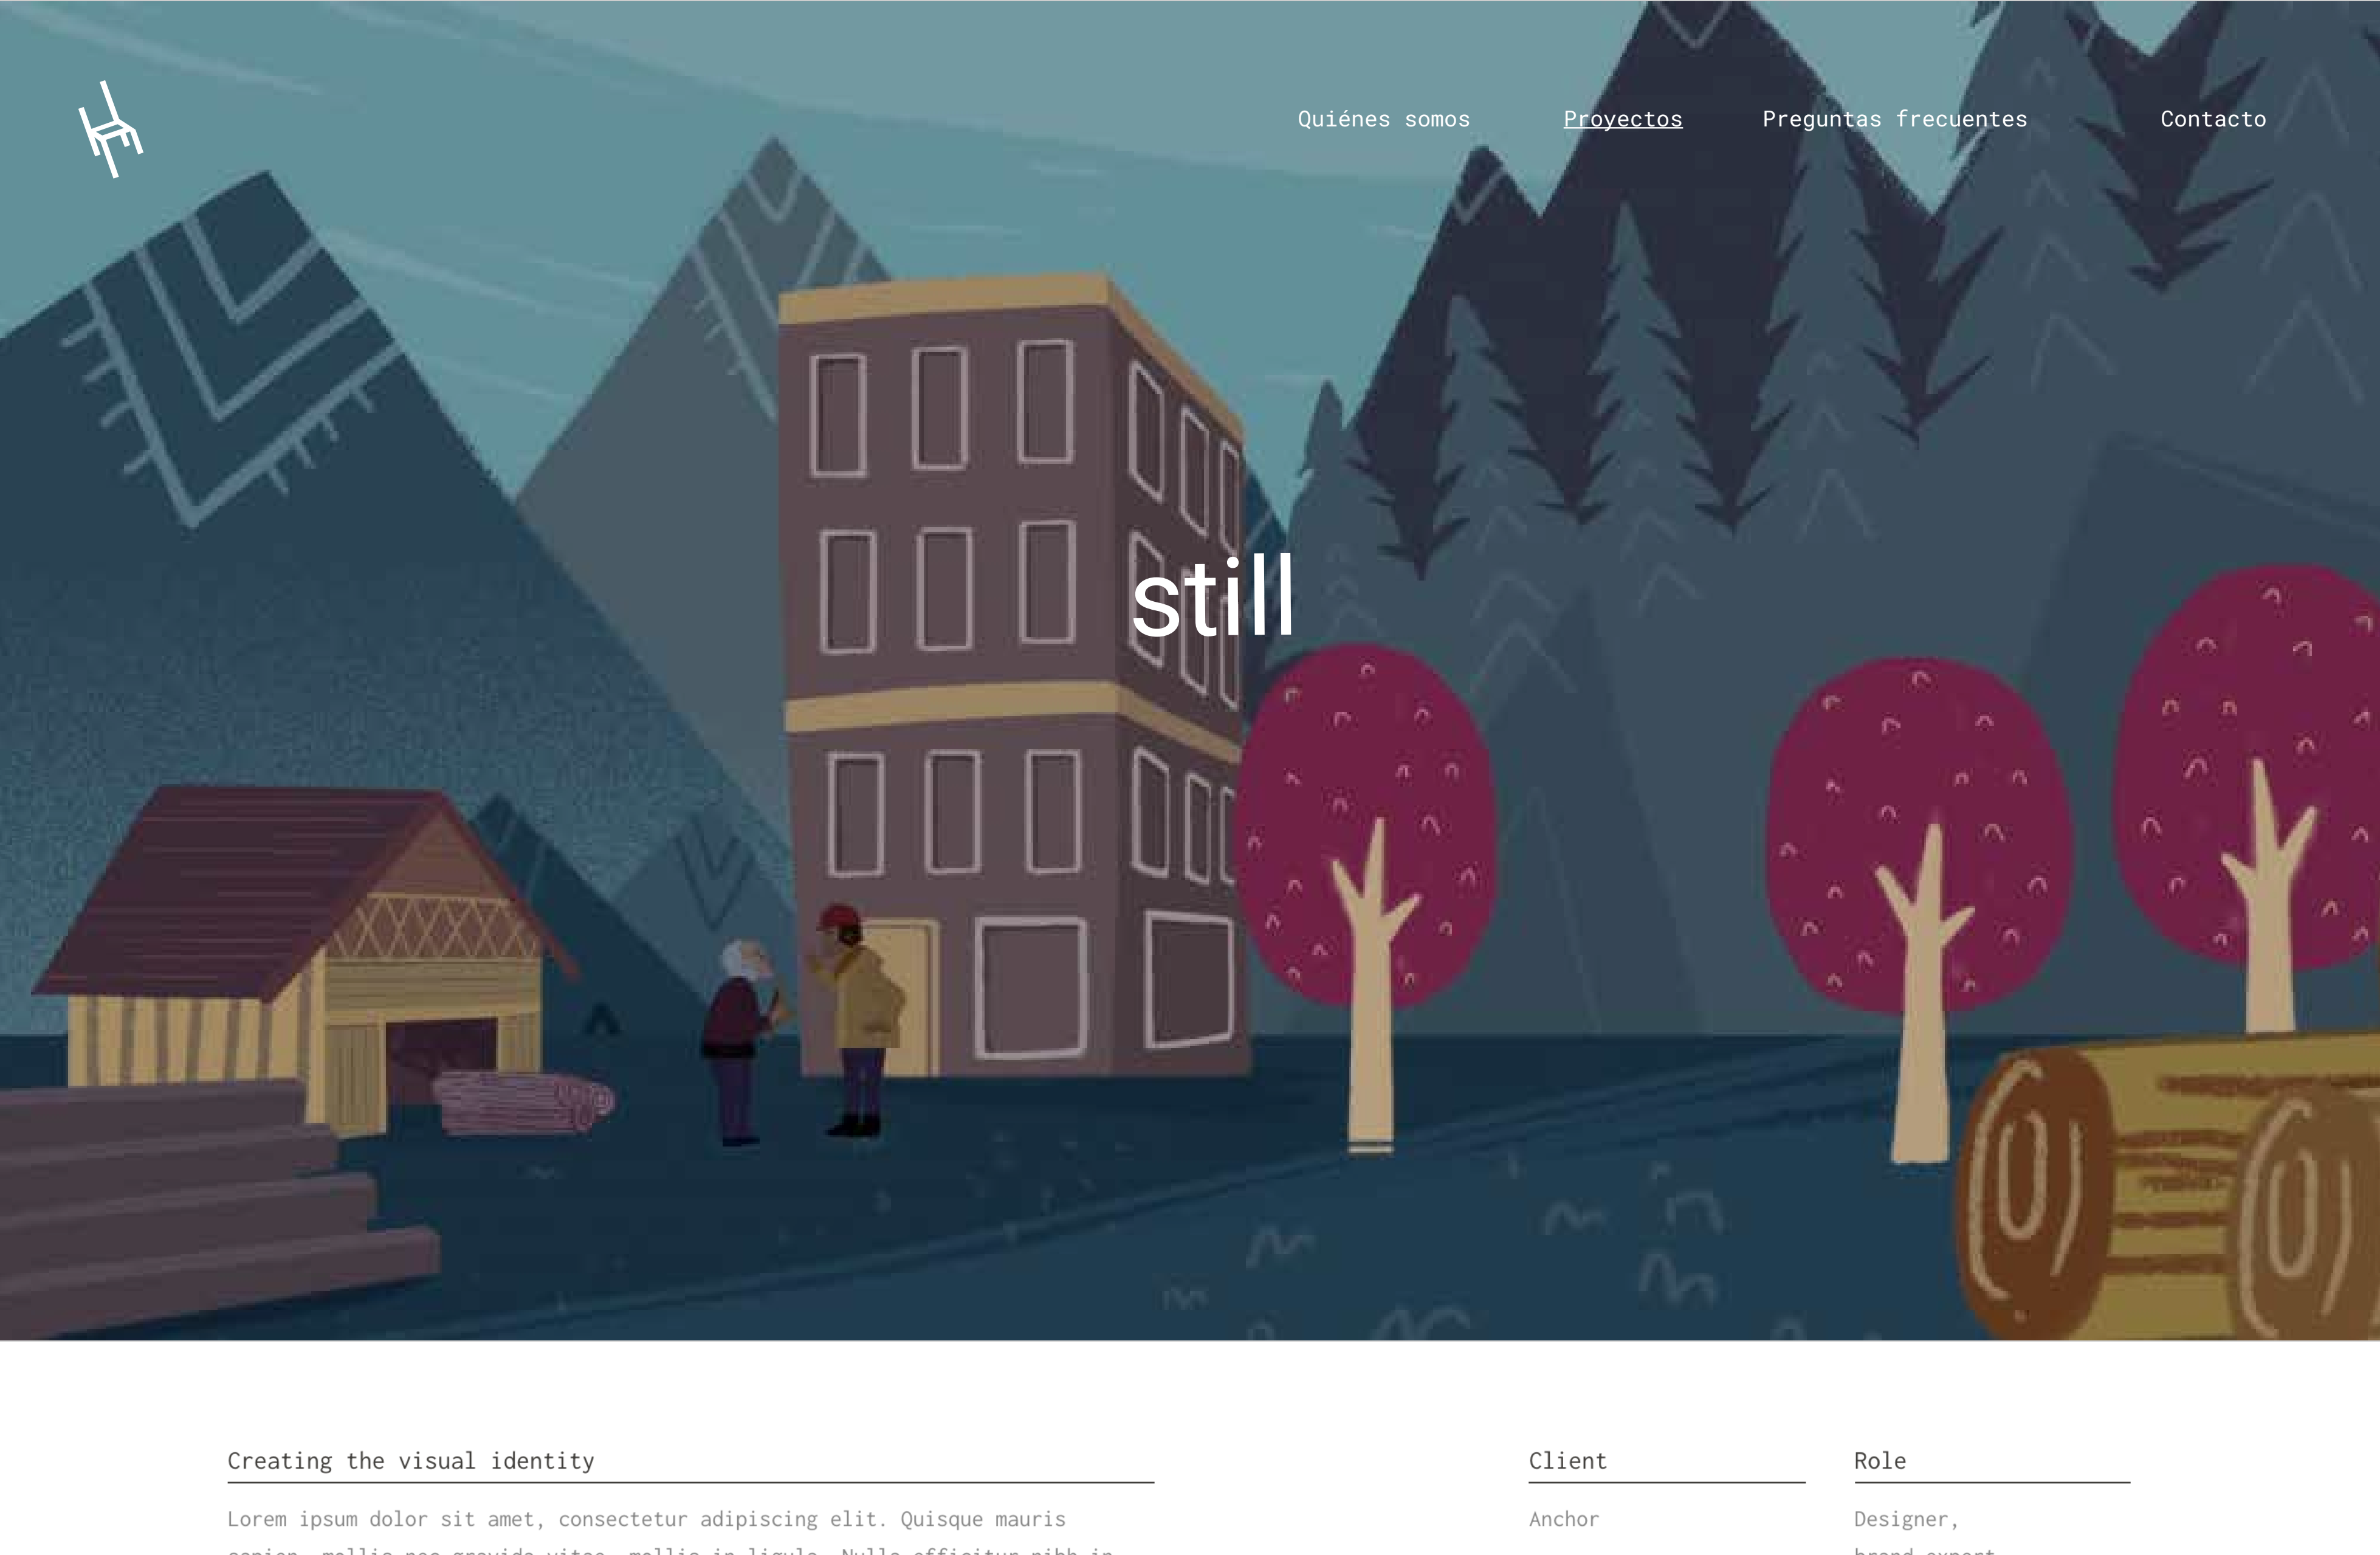 Quiénes somos Proyectos Preguntas frecuentes Contacto
still
Creating the visual identity
Client
Role
Lorem ipsum dolor sit amet, consectetur adipiscing elit. Quisque mauris
Anchor
Designer,